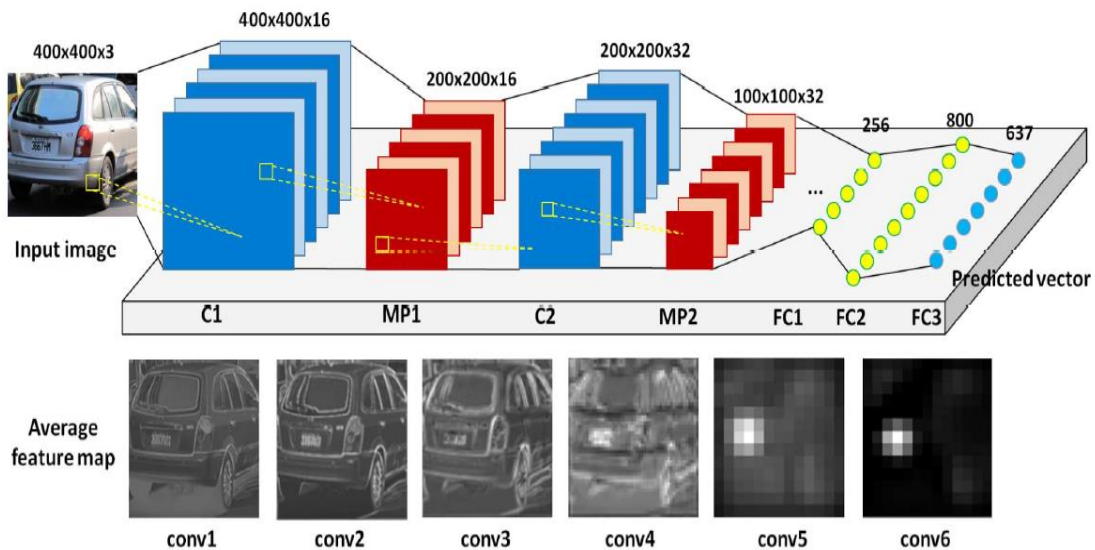 400x400x16
400x400x3
200x200x16
200x200x32
100x100x32
256
800
637
...
Input image
Predicted vector
C1
MP1
C2
MP2
FC1
FC2
FC3
Average
feature map
conv1
conv2
conv3
conv4
conv5
conv6